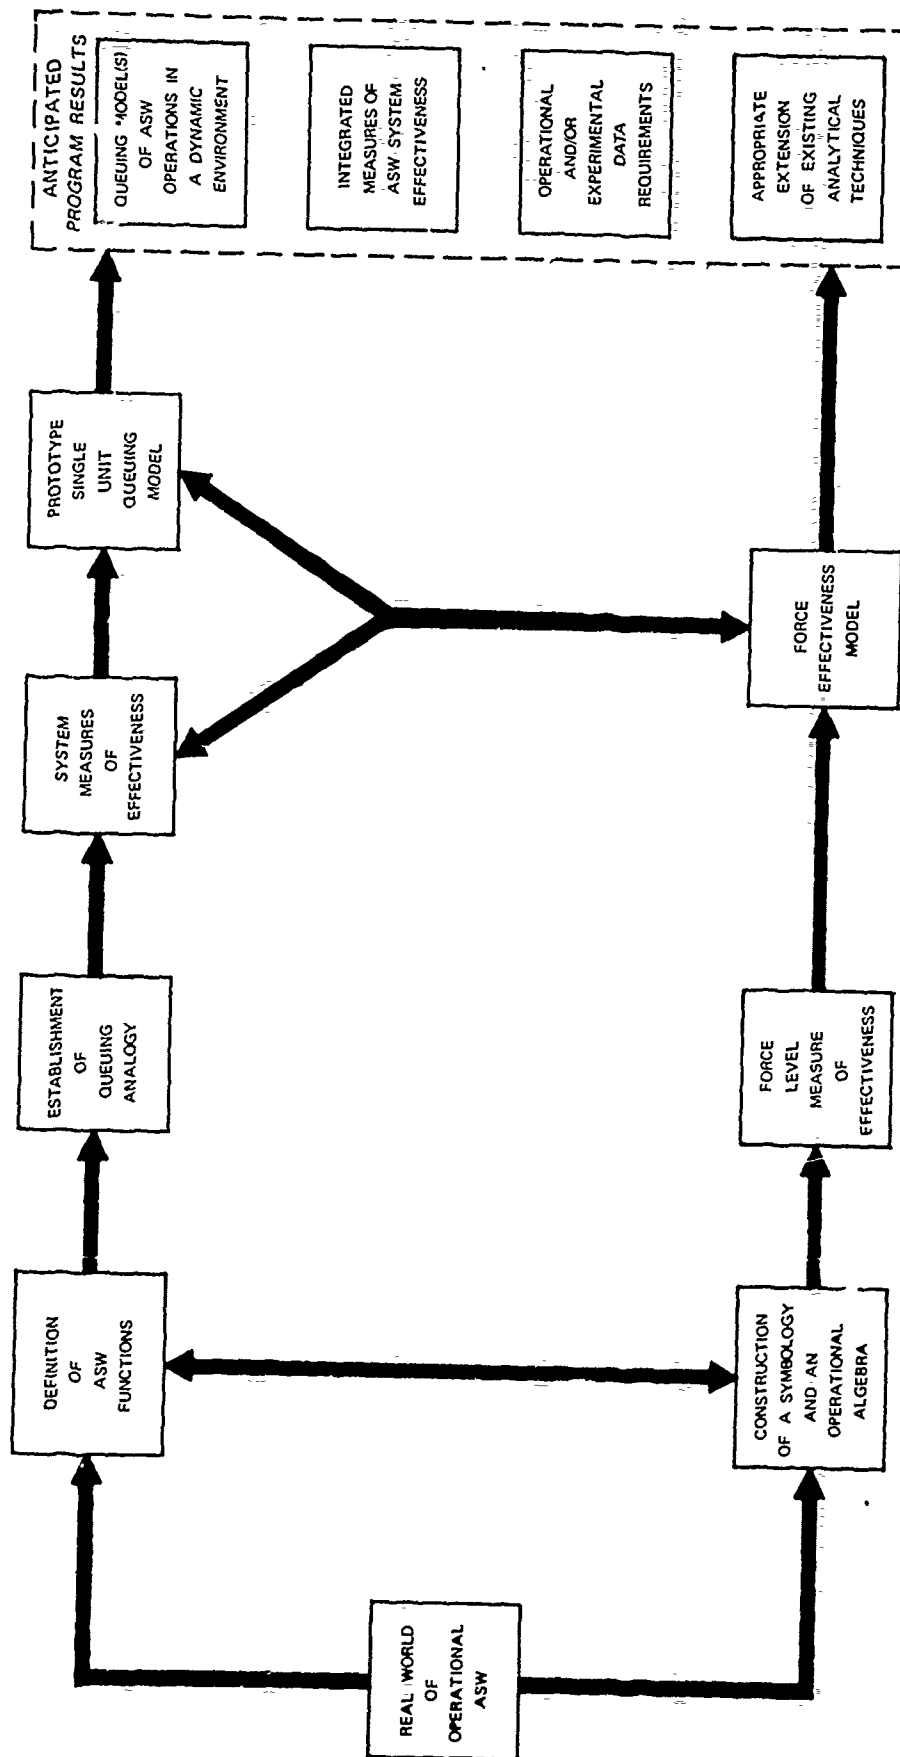 REAL WORLD
OF
OPERATIONAL
ASW
DEFINITION
OF
ASW
FUNCTIONS
ESTABLISHMENT
OF
QUEUING
ANALOGY
SYSTEM
MEASURES
OF
EFFECTIVENESS
PROTOTYPE
SINGLE
UNIT
QUEUING
MODEL
CONSTRUCTION
OF A SYMBOLOGY
AND AN
OPERATIONAL
ALGEBRA
FORCE
LEVEL
MEASURE
OF
EFFECTIVENESS
FORCE
EFFECTIVENESS
MODEL
ANTICIPATED
PROGRAM RESULTS
QUEUING MODEL(S)
OF ASW
OPERATIONS IN
A DYNAMIC
ENVIRONMENT
INTEGRATED
MEASURES OF
ASW SYSTEM
EFFECTIVENESS
OPERATIONAL
AND/OR
EXPERIMENTAL
DATA
REQUIREMENTS
APPROPRIATE
EXTENSION
OF EXISTING
ANALYTICAL
TECHNIQUES